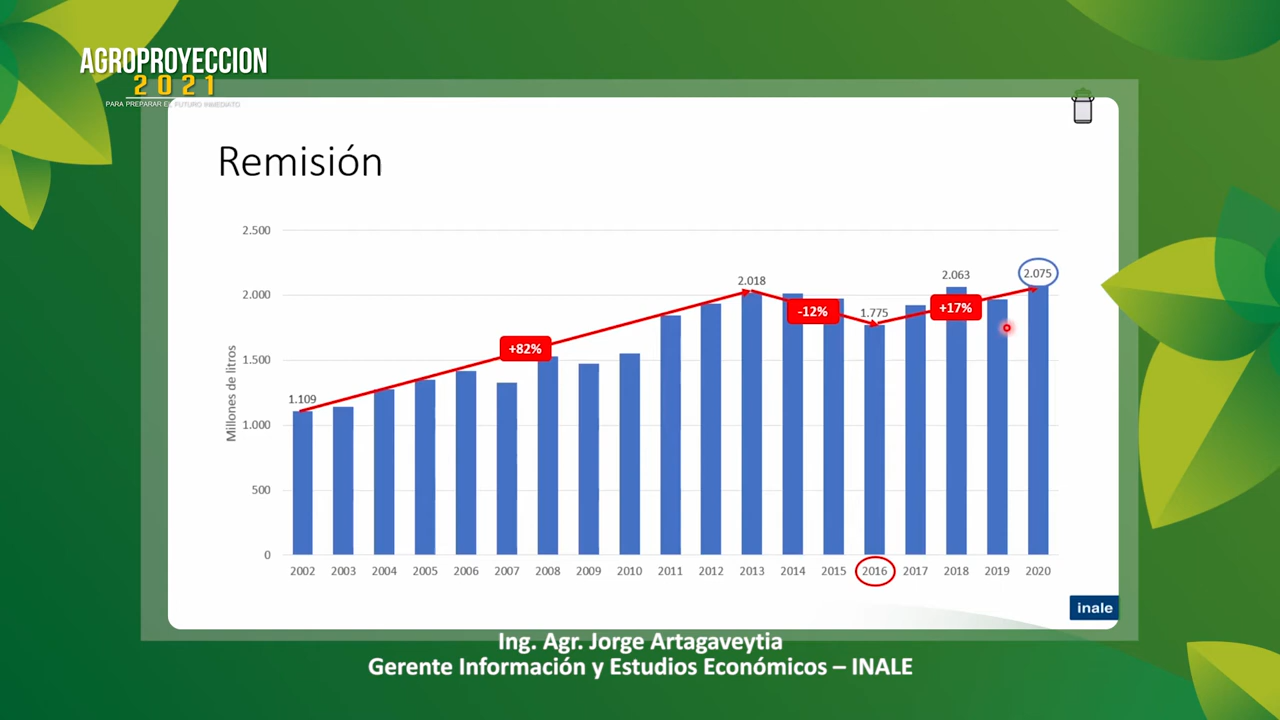 AGROPROYECCION
2021
PARA PREPARAR EL FUTURO INMEDIATO
Remisión
Millones de litros
2.500
2.000
1.500
1.000
500
0
1.109
2.018
1.775
2.063
2.075
+82%
-12%
+17%
2002 2003 2004 2005 2006 2007 2008 2009 2010 2011 2012 2013 2014 2015 2016 2017 2018 2019 2020
inale
Ing. Agr. Jorge Artagaveytia
Gerente Información y Estudios Económicos – INALE